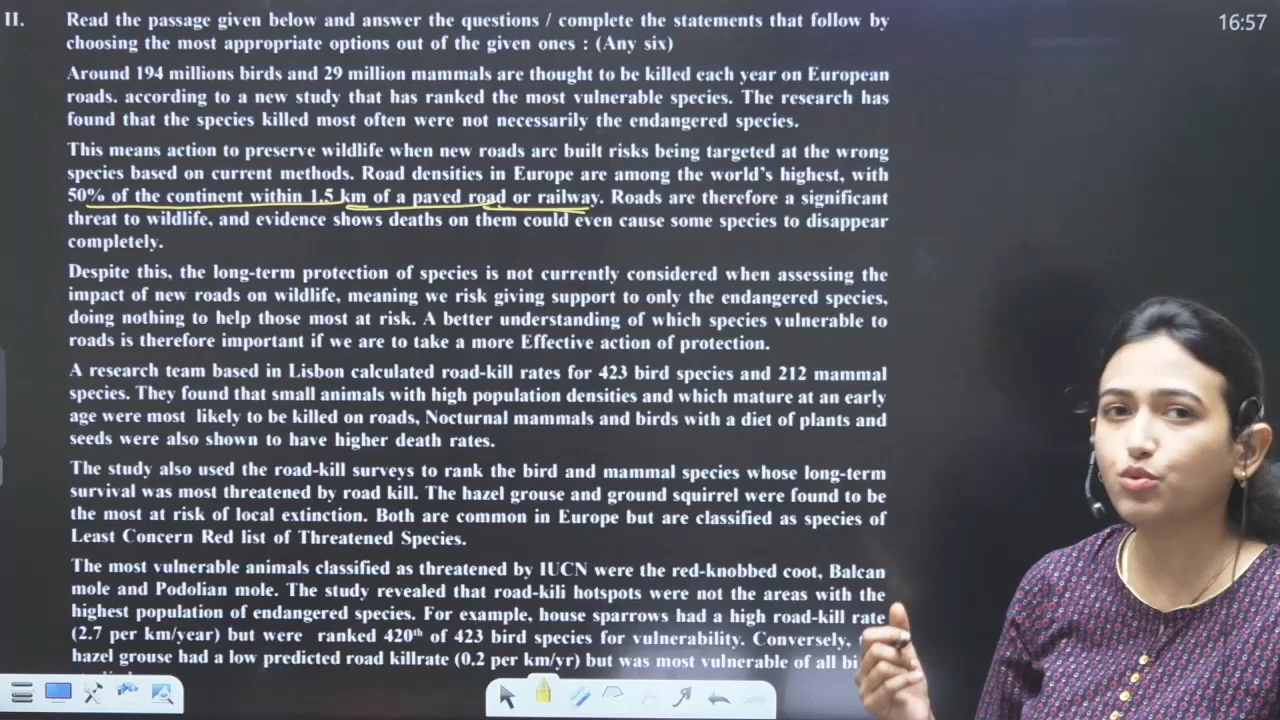 II. Read the passage given below and answer the questions / complete the statements that follow by
16:57
choosing the most appropriate options out of the given ones : (Any six)
Around 194 millions birds and 29 million mammals are thought to be killed each year on European
roads. according to a new study that has ranked the most vulnerable species. The research has
found that the species killed most often were not necessarily the endangered species.
This means action to preserve wildlife when new roads arc built risks being targeted at the wrong
species based on current methods. Road densities in Europe are among the world's highest, with
50% of the continent within 1.5 km of a paved road or railway. Roads are therefore a significant
threat to wildlife, and evidence shows deaths on them could even cause some species to disappear
completely.
Despite this, the long-term protection of species is not currently considered when assessing the
impact of new roads on wildlife, meaning we risk giving support to only the endangered species,
doing nothing to help those most at risk. A better understanding of which species vulnerable to
roads is therefore important if we are to take a more Effective action of protection.
A research team based in Lisbon calculated road-kill rates for 423 bird species and 212 mammal
species. They found that small animals with high population densities and which mature at an early
age were most likely to be killed on roads, Nocturnal mammals and birds with a diet of plants and
seeds were also shown to have higher death rates.
The study also used the road-kill surveys to rank the bird and mammal species whose long-term
survival was most threatened by road kill. The hazel grouse and ground squirrel were found to be
the most at risk of local extinction. Both are common in Europe but are classified as species of
Least Concern Red list of Threatened Species.
The most vulnerable animals classified as threatened by IUCN were the red-knobbed coot, Balcan
mole and Podolian mole. The study revealed that road-kili hotspots were not the areas with the
highest population of endangered species. For example, house sparrows had a high road-kill rate
(2.7 per km/year) but were ranked 420th of 423 bird species for vulnerability. Conversely,
hazel grouse had a low predicted road killrate (0.2 per km/yr) but was most vulnerable of all